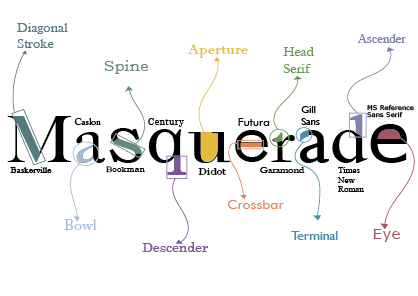 Diagonal
Stroke
Spine
Aperture
Head
Serif
Ascender
Caslon
Century
Futura
Gill
Sans
MS Reference
Sans Serif
Masquerade
Baskerville
Bookman
Didot
Garamond
Times
New
Roman
Bowl
Descender
Crossbar
Terminal
Eye